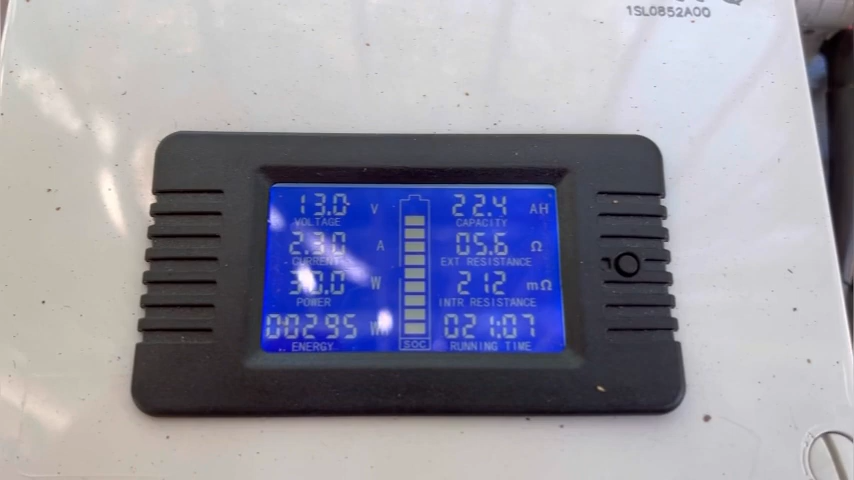 1SL0852A00
13.0 V
VOLTAGE
2.30 A
CURRENT
30.0 W
POWER
00295 W
ENERGY
SOC
22.4 AH
CAPACITY
05.6 Ω
EXT RESISTANCE
212 mΩ
INTR RESISTANCE
021:07
RUNNING TIME